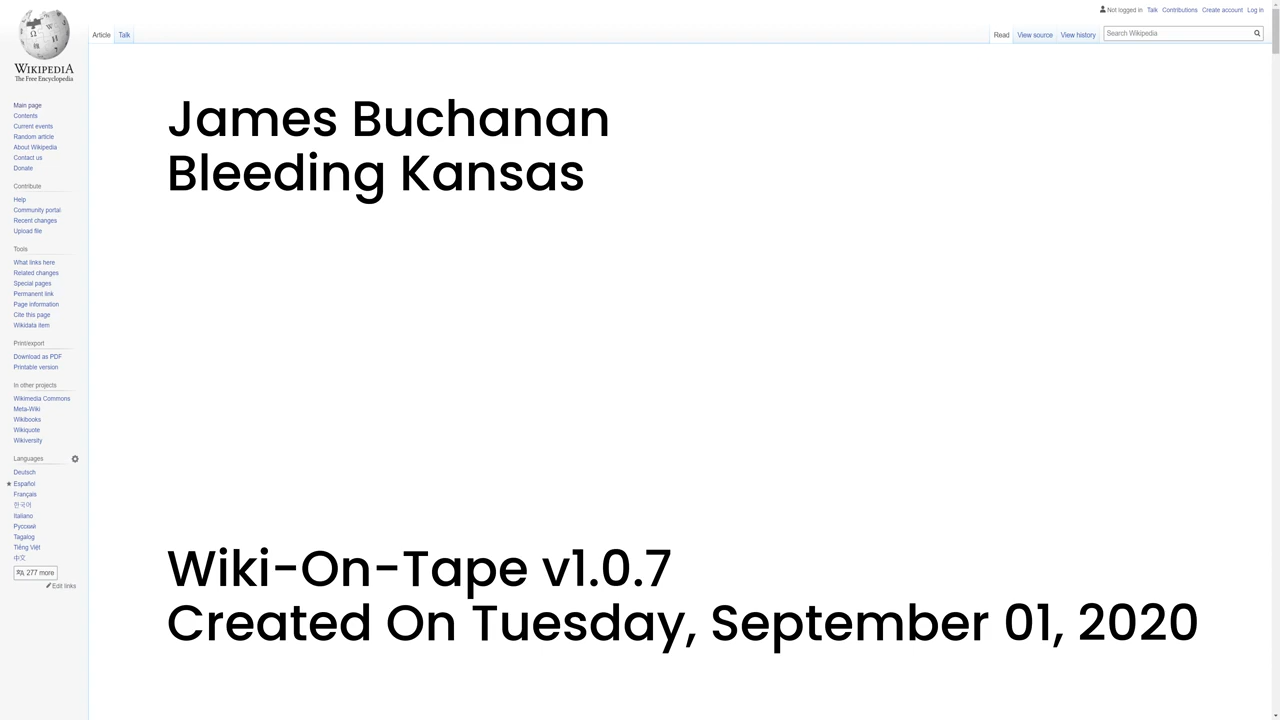 Not logged in Talk Contributions Create account Log in
WIKIPEDIA
The Free Encyclopedia
Article Talk
Read View source View history Search Wikipedia
Main page
Contents
Current events
Random article
About Wikipedia
Contact us
Donate
Contribute
Help
Community portal
Recent changes
Upload file
Tools
What links here
Related changes
Special pages
Permanent link
Page information
Cite this page
Wikidata item
Print/export
Download as PDF
Printable version
In other projects
Wikimedia Commons
Meta-Wiki
Wikibooks
Wikiquote
Wikiversity
Languages
Deutsch
Español
Français
한국어
Italiano
Русский
Tagalog
Tiếng Việt
中文
277 more
Edit links
James Buchanan
Bleeding Kansas
Wiki-On-Tape v1.0.7
Created On Tuesday, September 01, 2020